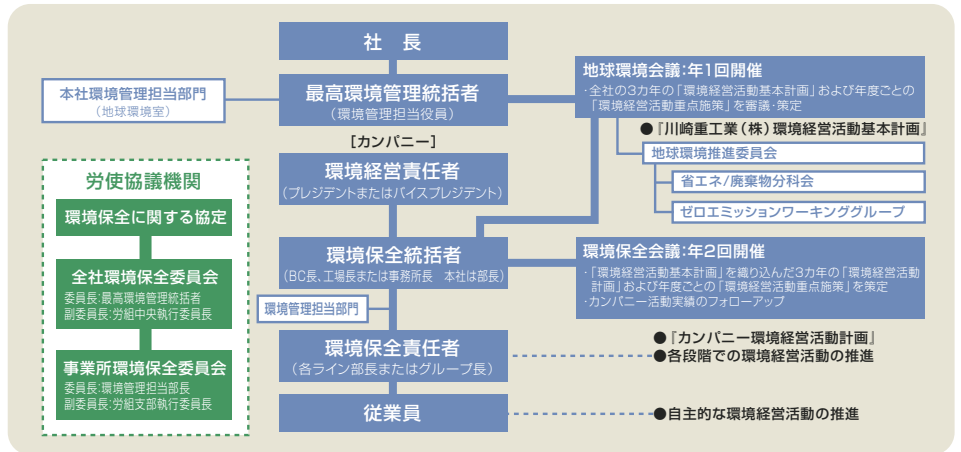 社　長
本社環境管理担当部門
（地球環境室）
最高環境管理統括者
（環境管理担当役員）
地球環境会議：年1回開催
・全社の3カ年の「環境経営活動基本計画」および年度ごとの
「環境経営活動重点施策」を審議・策定
●『川崎重工業（株）環境経営活動基本計画』
地球環境推進委員会
省エネ/廃棄物分科会
ゼロエミッションワーキンググループ
［カンパニー］
環境経営責任者
（プレジデントまたはバイスプレジデント）
環境保全統括者
（BC長、工場長または事務所長　本社は部長）
環境保全会議：年2回開催
・「環境経営活動基本計画」を織り込んだ3カ年の「環境経営活動
計画」および年度ごとの「環境経営活動重点施策」を策定
・カンパニー活動実績のフォローアップ
環境管理担当部門
環境保全責任者
（各ライン部長またはグループ長）
●『カンパニー環境経営活動計画』
●各段階での環境経営活動の推進
従業員
●自主的な環境経営活動の推進
労使協議機関
環境保全に関する協定
全社環境保全委員会
委員長：最高環境管理統括者
副委員長：労組中央執行委員長
事業所環境保全委員会
委員長：環境管理担当部長
副委員長：労組支部執行委員長